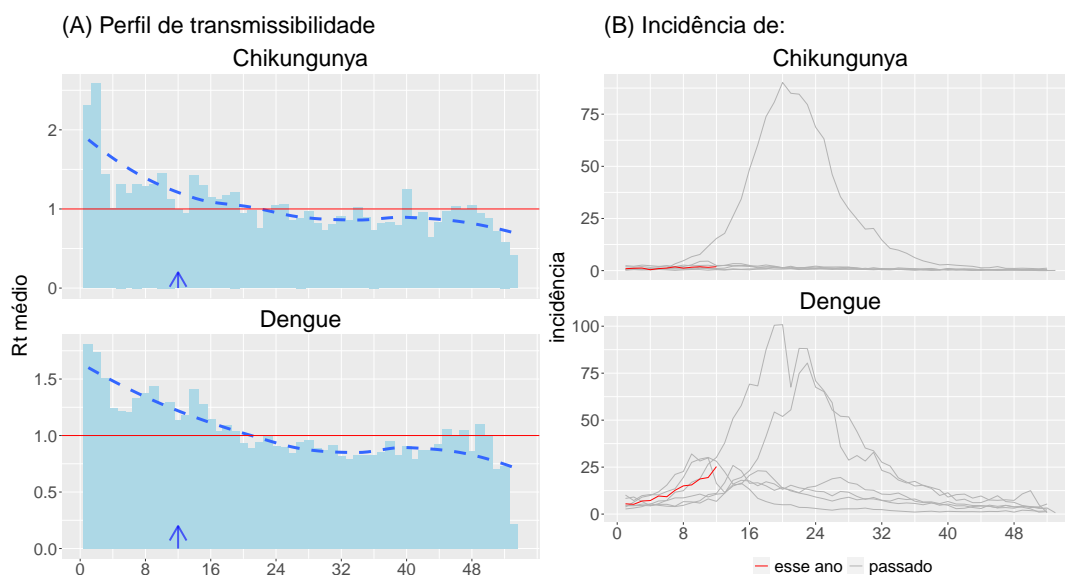 (A) Perfil de transmissibilidade
Chikungunya
2
1
0
Dengue
1.5
1.0
0.5
0.0
0 8 16 24 32 40 48
Rt médio
(B) Incidência de:
Chikungunya
75
50
25
0
Dengue
100
75
50
25
0
0 8 16 24 32 40 48
incidência
esse ano passado